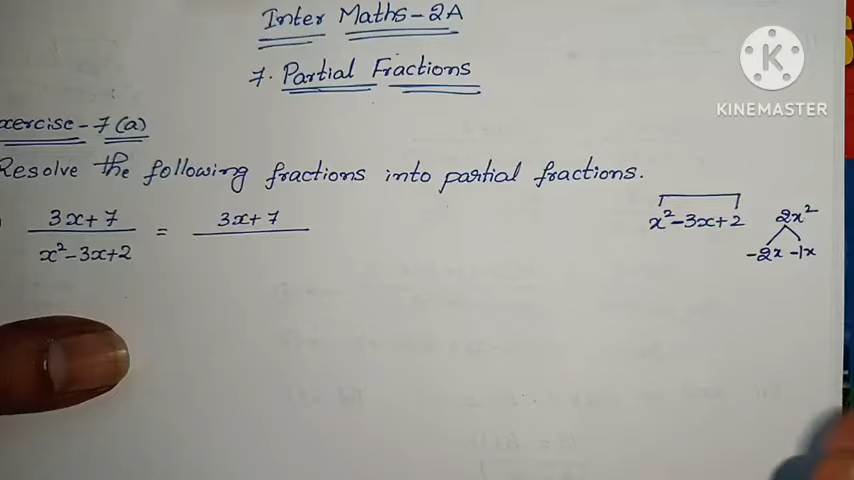 Inter Maths-2A
7. Partial Fractions
xercise-7(a)
Resolve the following fractions into partial fractions.
3x+7 / x²-3x+2 = 3x+7
x²-3x+2
2x²
-2x -1x
K
KINEMASTER